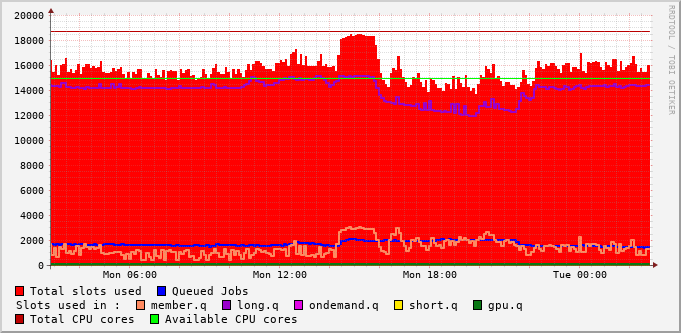 20000
18000
16000
14000
12000
10000
8000
6000
4000
2000
0
Mon 06:00 Mon 12:00 Mon 18:00 Tue 00:00
RRDTOOL / TOBI OETIKER
Total slots used Queued Jobs
Slots used in : member.q long.q ondemand.q short.q gpu.q
Total CPU cores Available CPU cores